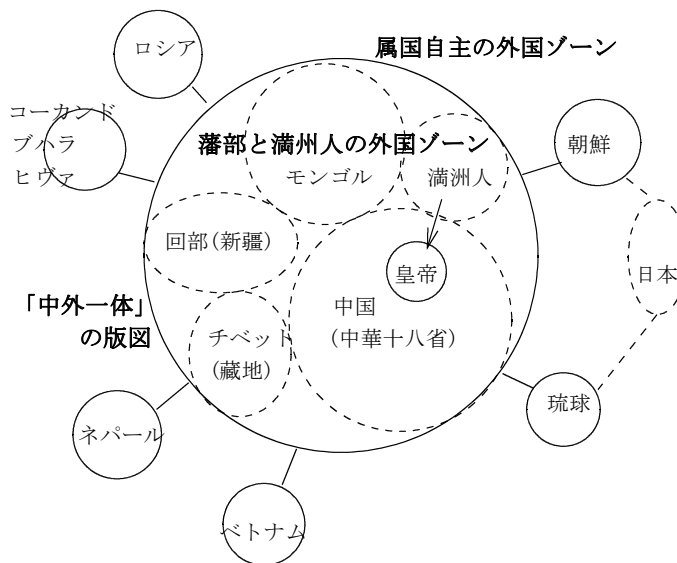 ロシア
属国自主の外国ゾーン
コーカンド
ブハラ
ヒヴァ
藩部と満州人の外国ゾーン
朝鮮
モンゴル
満洲人
回部(新疆)
皇帝
日本
「中外一体」
の版図
中国
(中華十八省)
チベット
(藏地)
琉球
ネパール
ベトナム